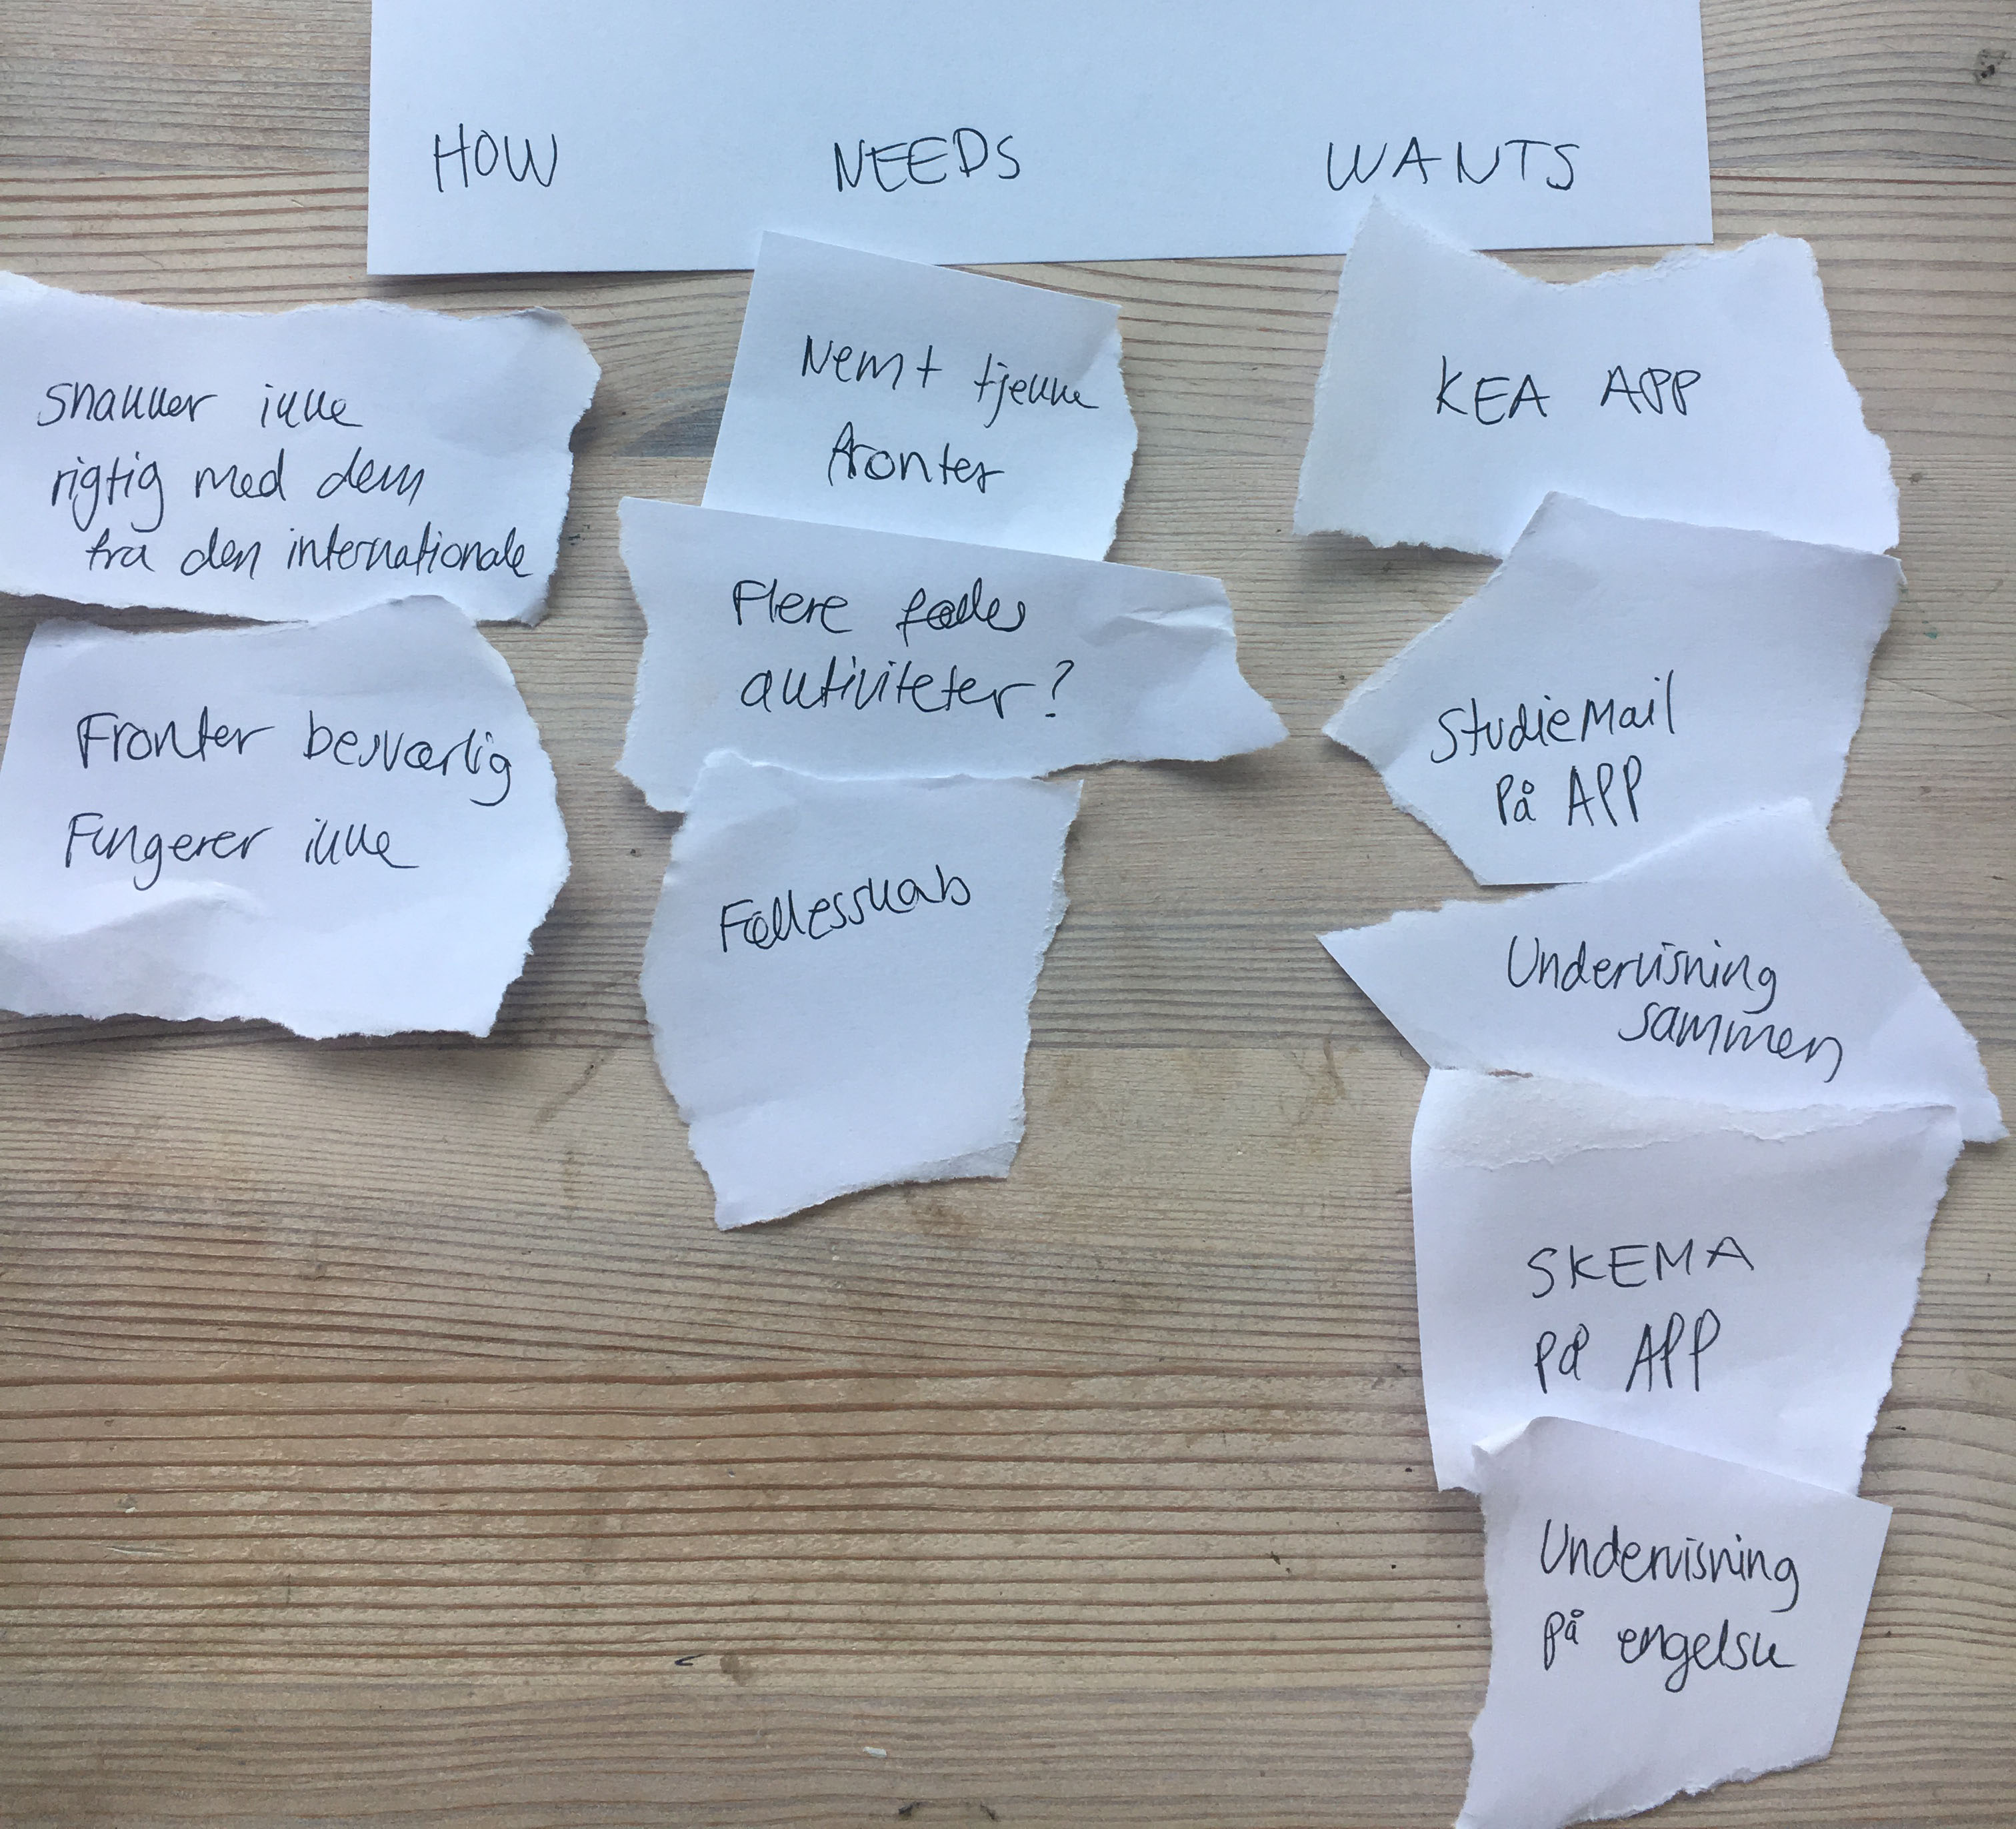 HOW NEEDS WANTS
Snakker ikke
rigtig med dem
fra den internationale
Fronter besværlig
Fungerer ikke
Nemt tjekke
fronter
Flere fælles
aktiviteter?
Fællesskab
KEA APP
StudieMail
På APP
Undervisning
sammen
SKEMA
på APP
Undervisning
på engelsk